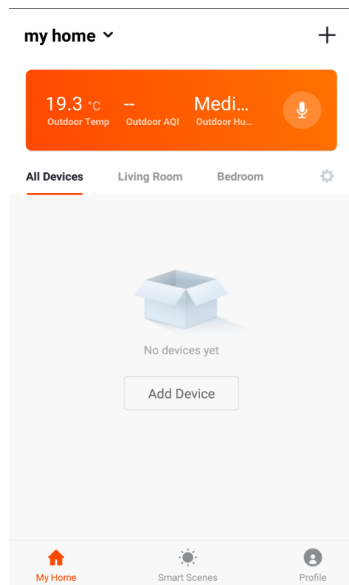 my home
19.3 °C -- Medi...
Outdoor Temp Outdoor AQI Outdoor Hu...
All Devices Living Room Bedroom
No devices yet
Add Device
My Home Smart Scenes Profile